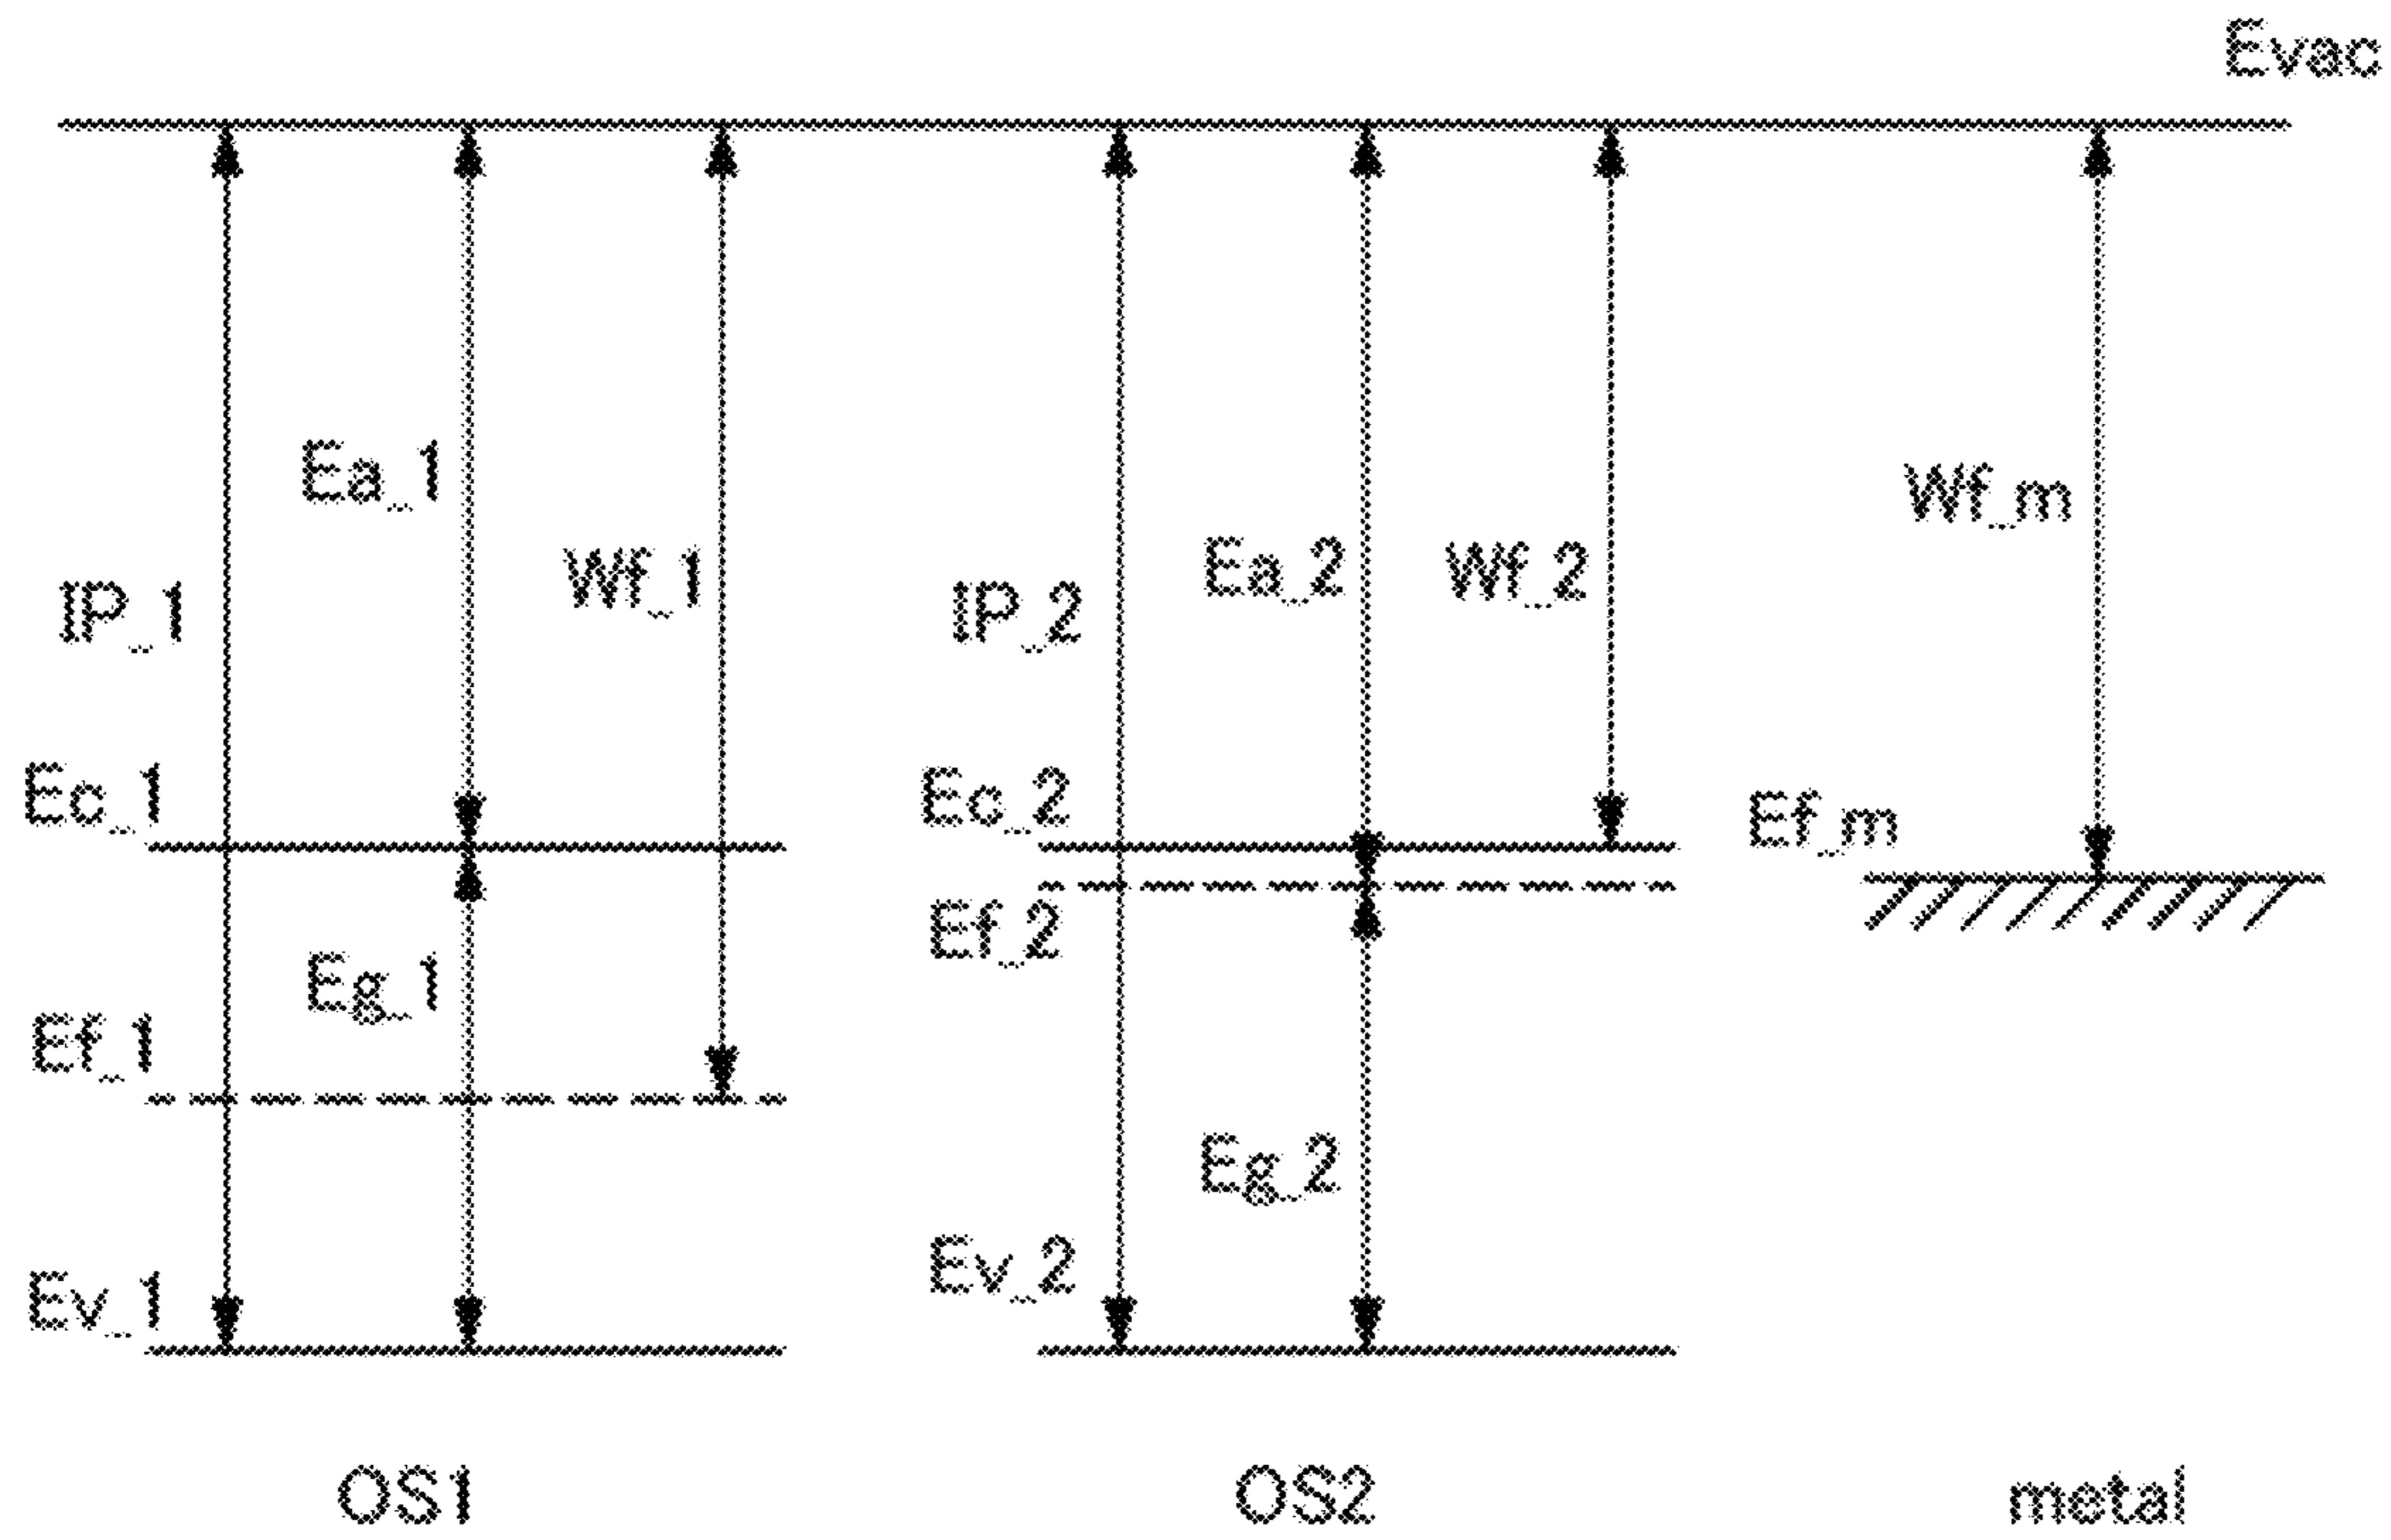 Evac
Ea_1
Wf_m
Wf_1
Ea_2
Wf_2
IP_1
IP_2
Ec_1
Ec_2
Ef_m
Ef_2
Eg_1
Ef_1
Eg_2
Ev_2
Ev_1
OS1
OS2
metal